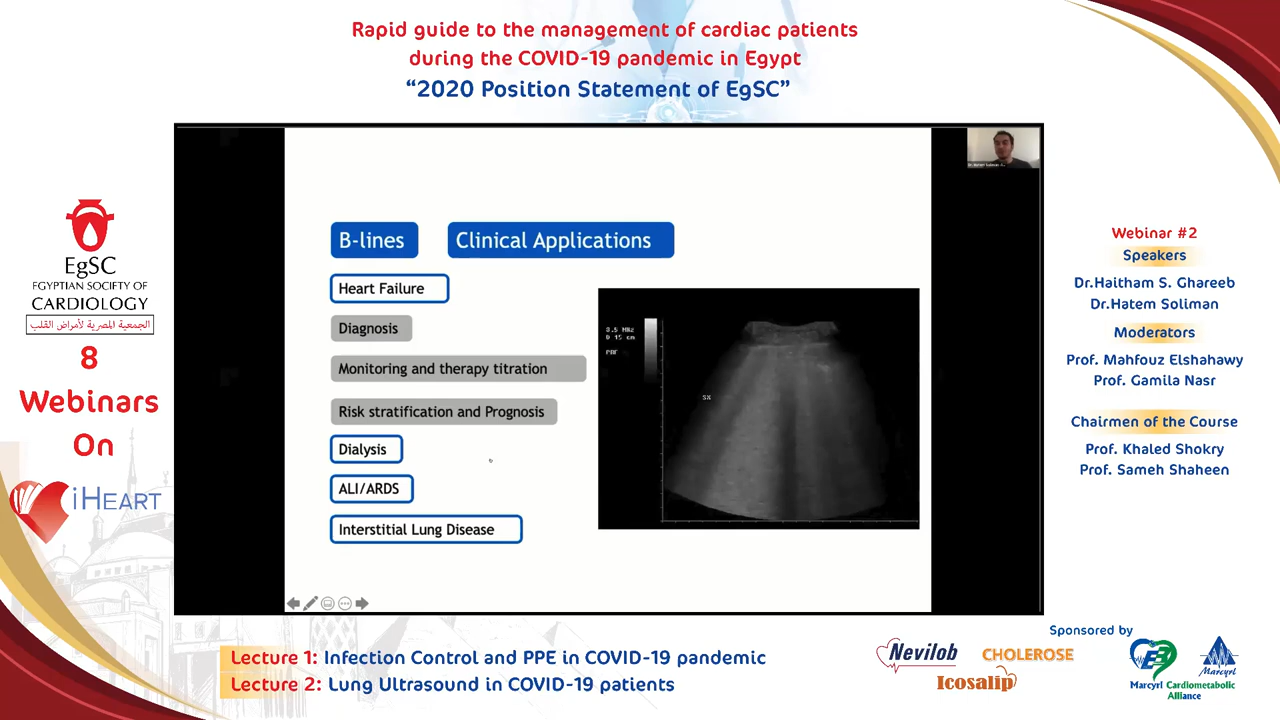 Rapid guide to the management of cardiac patients
during the COVID-19 pandemic in Egypt
“2020 Position Statement of EgSC”
EgSC
EGYPTIAN SOCIETY OF
CARDIOLOGY
الجمعية المصرية لأمراض القلب
8
Webinars
On
iHEART
B-lines
Clinical Applications
Heart Failure
Diagnosis
Monitoring and therapy titration
Risk stratification and Prognosis
Dialysis
ALI/ARDS
Interstitial Lung Disease
SX
Webinar #2
Speakers
Dr.Haitham S. Ghareeb
Dr.Hatem Soliman
Moderators
Prof. Mahfouz Elshahawy
Prof. Gamila Nasr
Chairmen of the Course
Prof. Khaled Shokry
Prof. Sameh Shaheen
Lecture 1: Infection Control and PPE in COVID-19 pandemic
Lecture 2: Lung Ultrasound in COVID-19 patients
Sponsored by
Nevilob
CHOLEROSE
Icosalip
Marcyrl Cardiometabolic
Alliance
Marcyrl